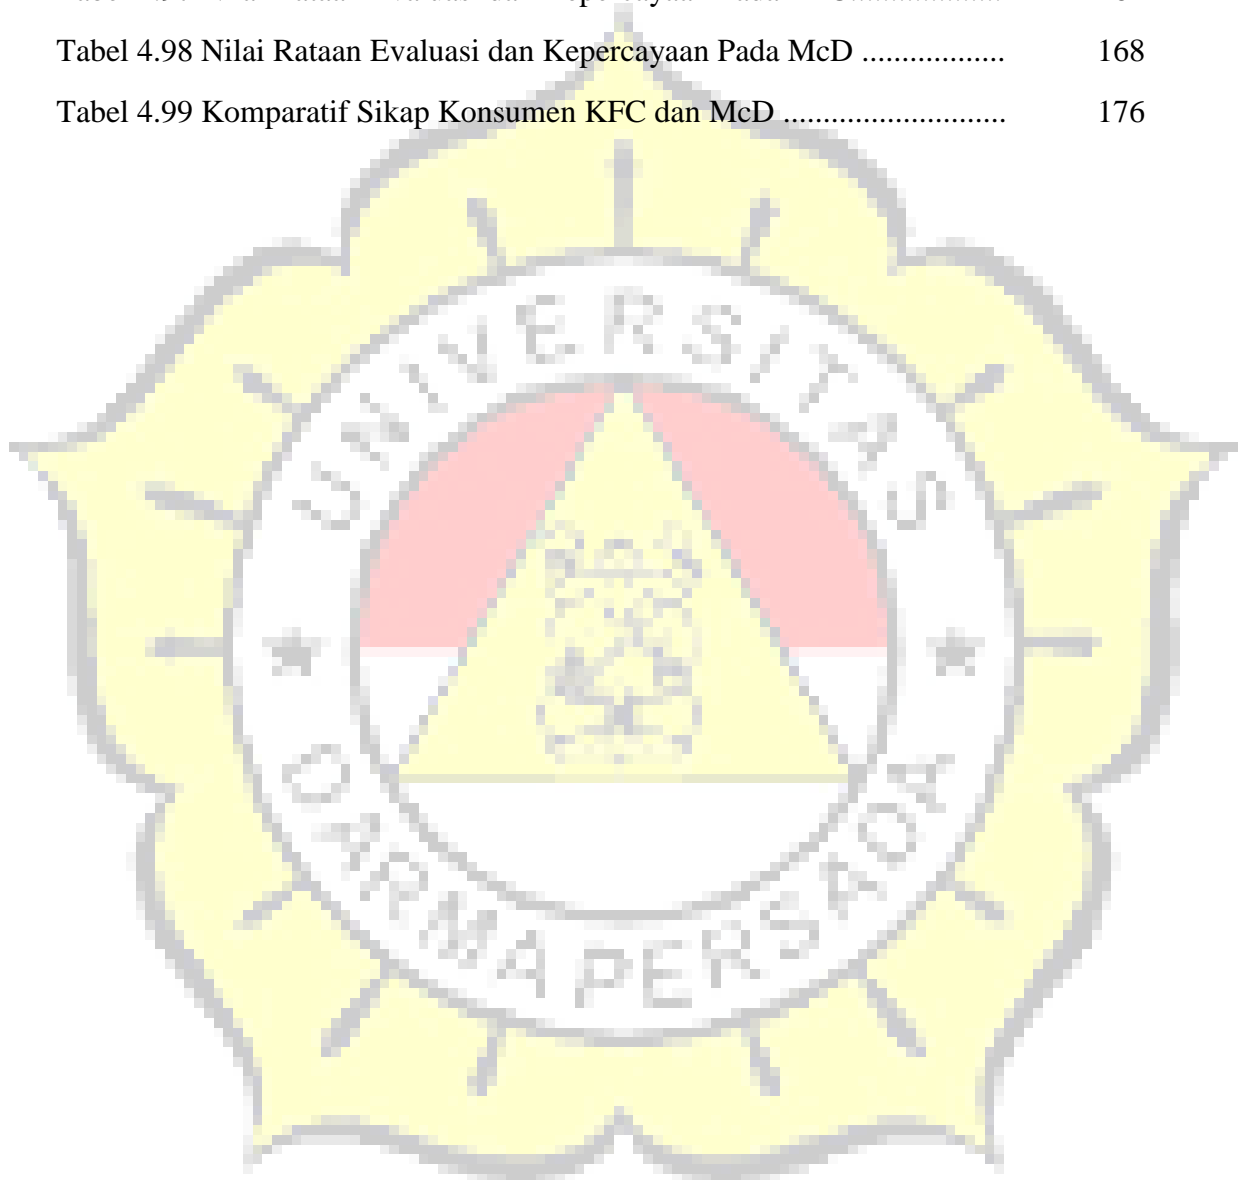 Tabel 4.98 Nilai Rataan Evaluasi dan Kepercayaan Pada McD .................. 168
Tabel 4.99 Komparatif Sikap Konsumen KFC dan McD ............................ 176
UNIVERSITAS
DARMA PERSADA